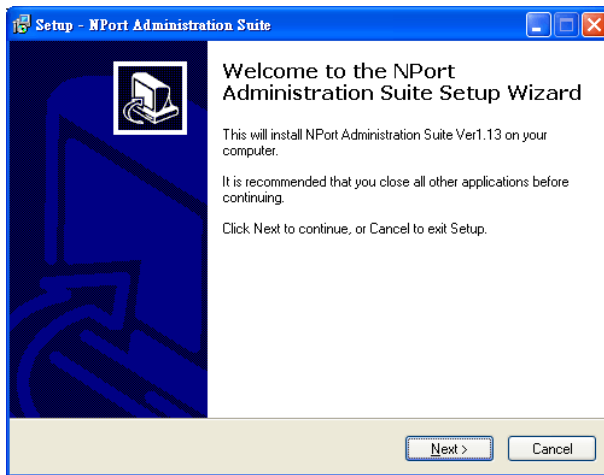 Setup - NPort Administration Suite
Welcome to the NPort
Administration Suite Setup Wizard
This will install NPort Administration Suite Ver1.13 on your
computer.
It is recommended that you close all other applications before
continuing.
Click Next to continue, or Cancel to exit Setup.
Next >
Cancel